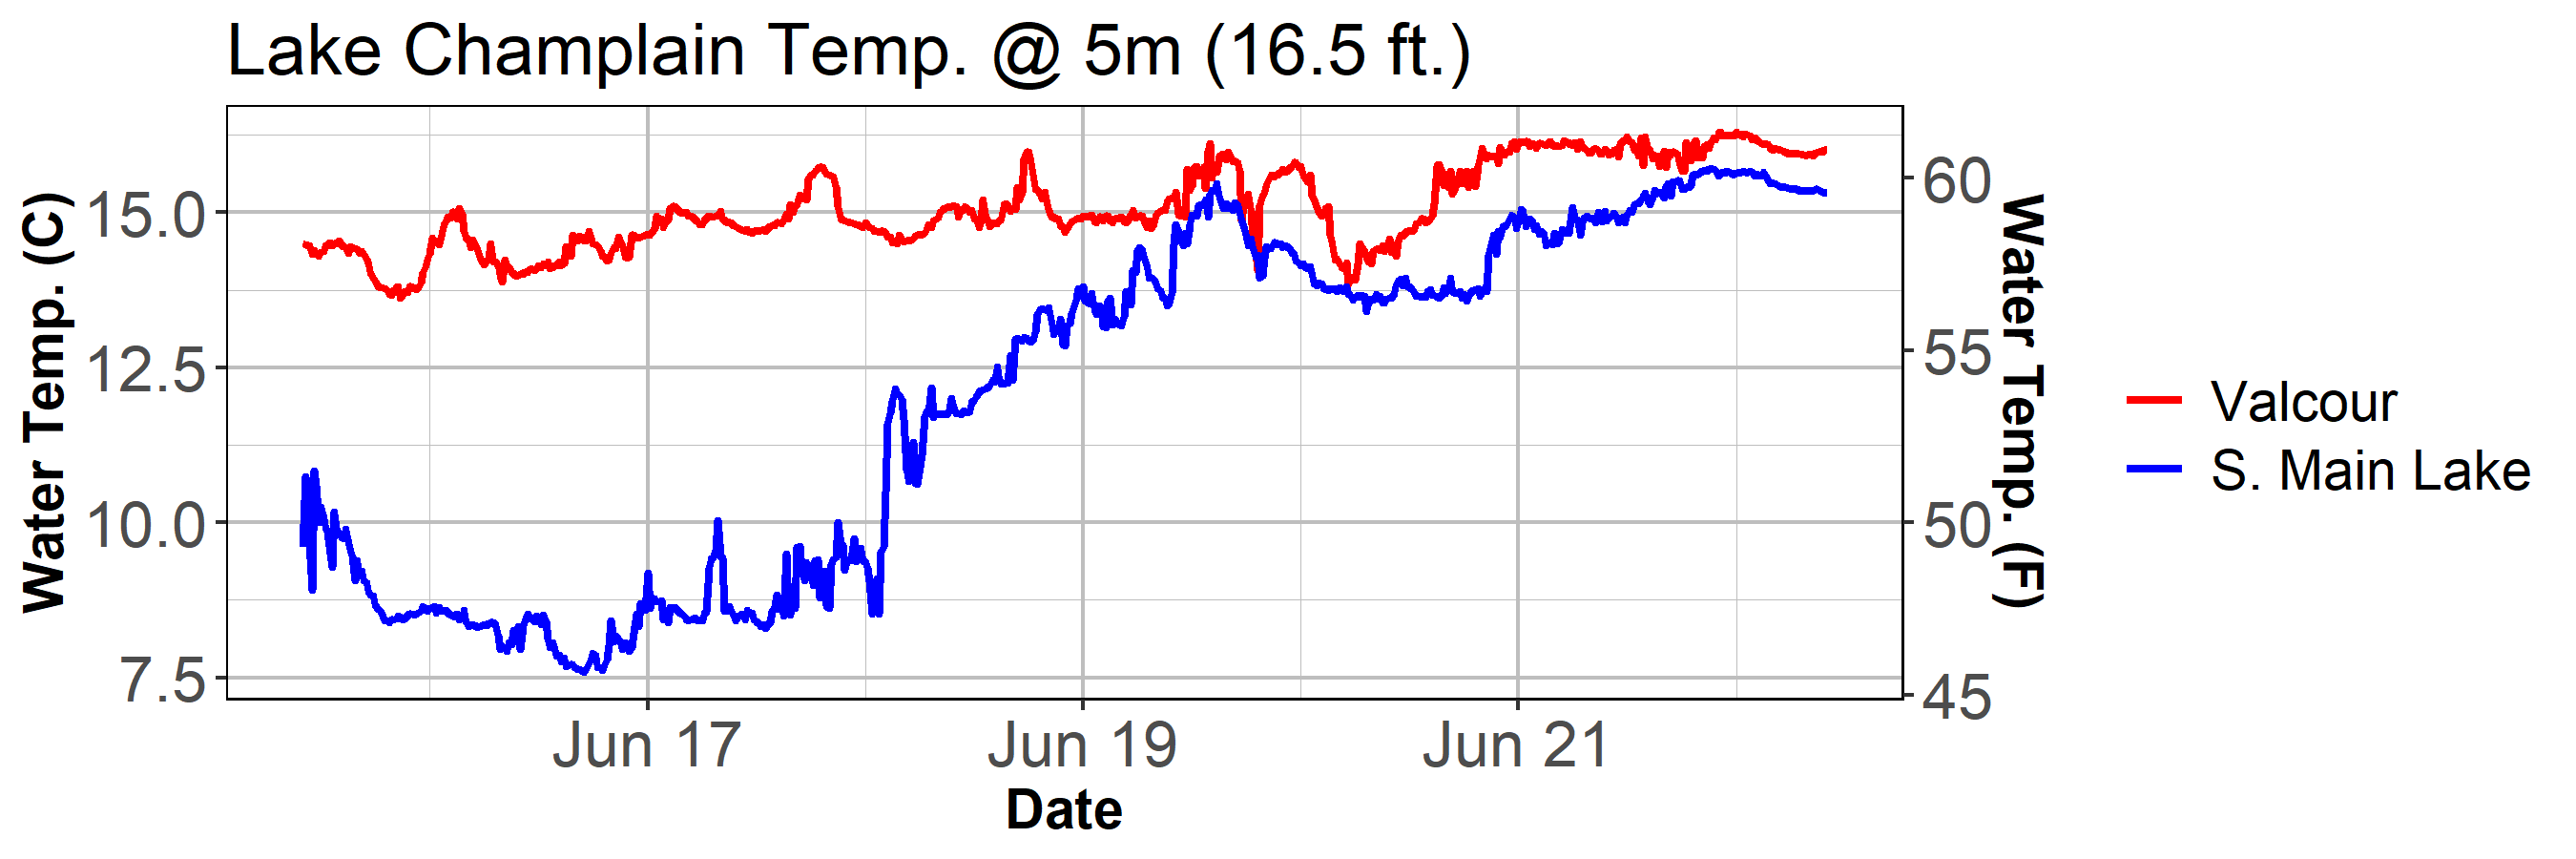 Lake Champlain Temp. @ 5m (16.5 ft.)
Water Temp. (C)
15.0
12.5
10.0
7.5
60
55
50
45
Water Temp. (F)
Jun 17
Jun 19
Jun 21
Date
Valcour
S. Main Lake